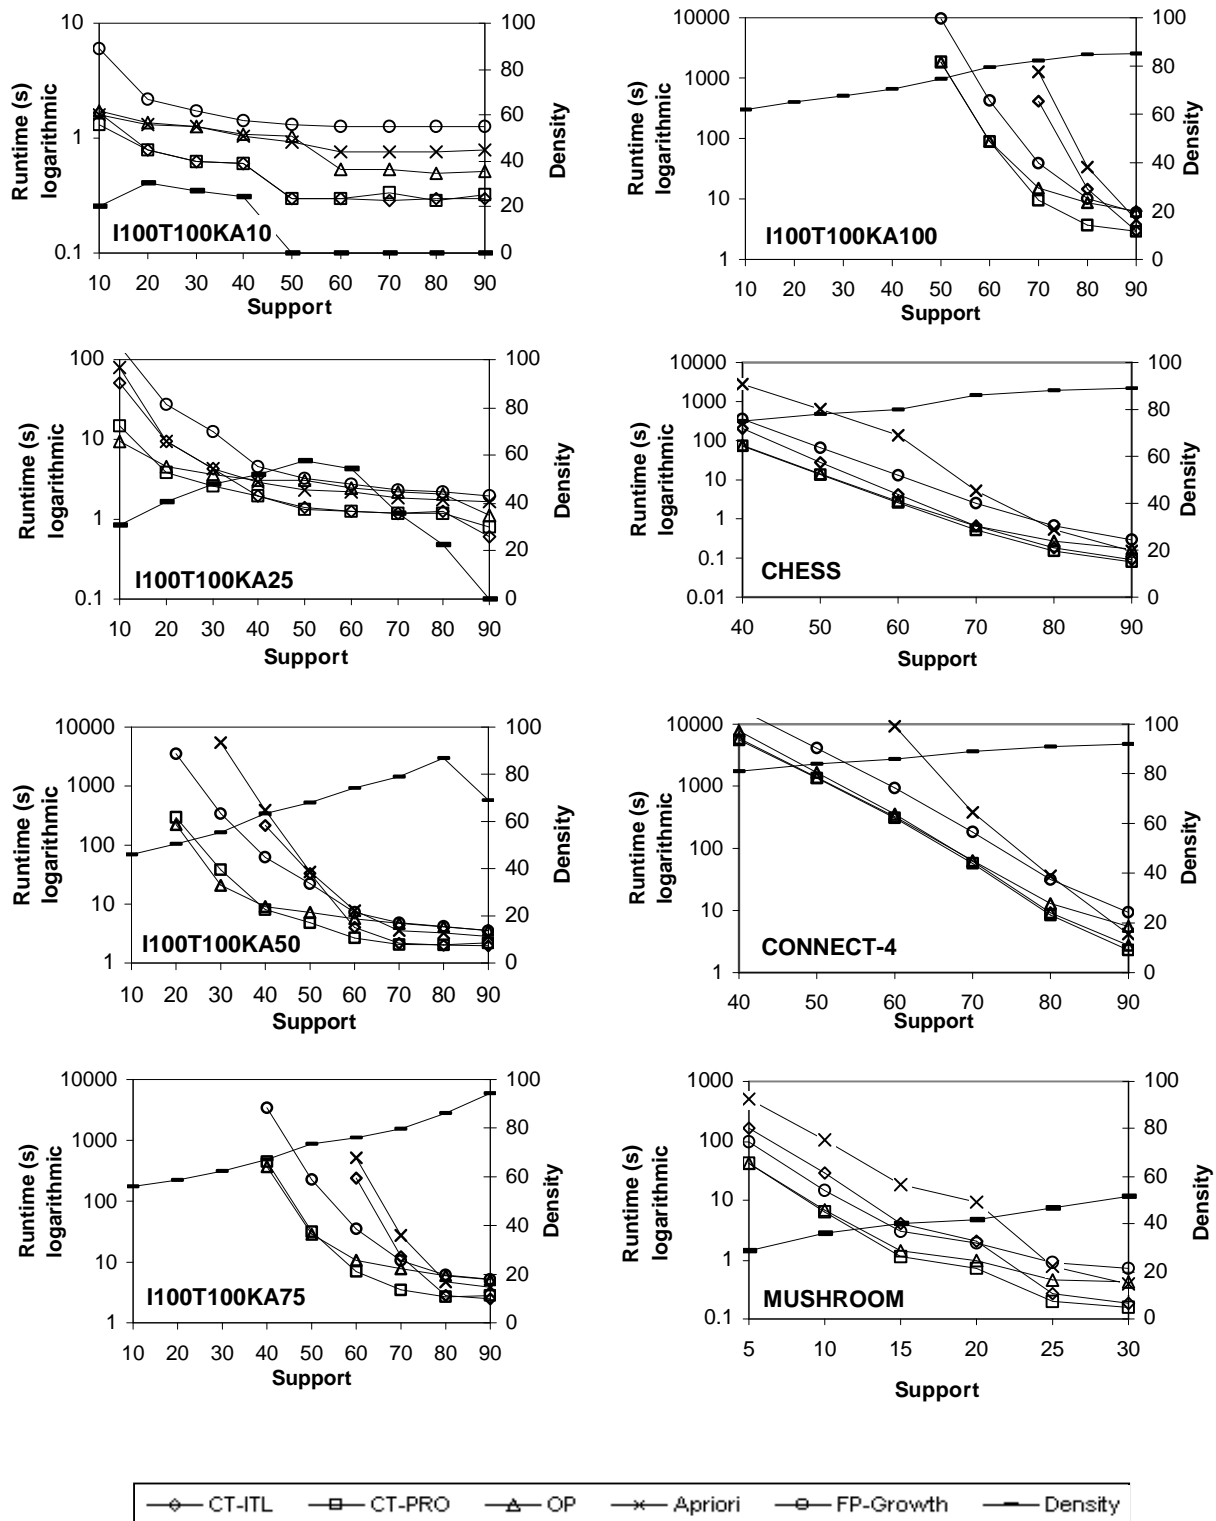 10
1
0.1
Runtime (s)
logarithmic
100
80
60
40
20
0
Density
I100T100KA10
10 20 30 40 50 60 70 80 90
Support
10000
1000
100
10
1
Runtime (s)
logarithmic
100
80
60
40
20
0
Density
I100T100KA100
10 20 30 40 50 60 70 80 90
Support
100
10
1
0.1
Runtime (s)
logarithmic
100
80
60
40
20
0
Density
I100T100KA25
10 20 30 40 50 60 70 80 90
Support
10000
1000
100
10
1
0.1
0.01
Runtime (s)
logarithmic
100
80
60
40
20
0
Density
CHESS
40 50 60 70 80 90
Support
10000
1000
100
10
1
Runtime (s)
logarithmic
100
80
60
40
20
0
Density
I100T100KA50
10 20 30 40 50 60 70 80 90
Support
10000
1000
100
10
1
Runtime (s)
logarithmic
100
80
60
40
20
0
Density
CONNECT-4
40 50 60 70 80 90
Support
10000
1000
100
10
1
Runtime (s)
logarithmic
100
80
60
40
20
0
Density
I100T100KA75
10 20 30 40 50 60 70 80 90
Support
1000
100
10
1
0.1
Runtime (s)
logarithmic
100
80
60
40
20
0
Density
MUSHROOM
5 10 15 20 25 30
Support
CT-ITL CT-PRO OP Apriori FP-Growth Density